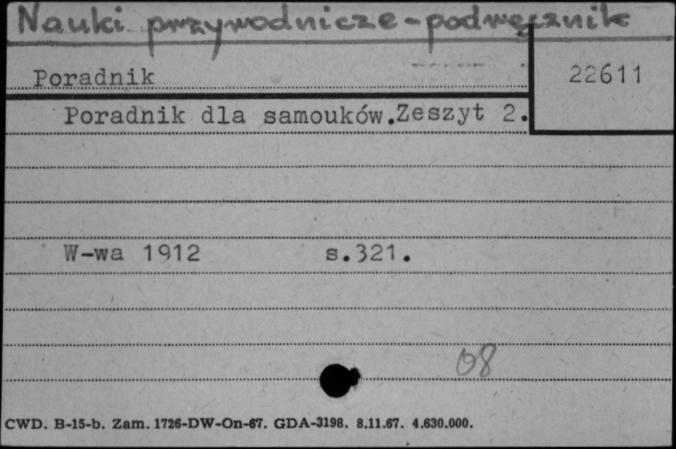 Nauki przyrodnicze-podręcznik
Poradnik
22611
Poradnik dla samouków.Zeszyt 2.
W-wa 1912 s.321.
08
CWD. B-15-b. Zam. 1726-DW-On-67. GDA-3198. 8.11.67. 4.630.000.